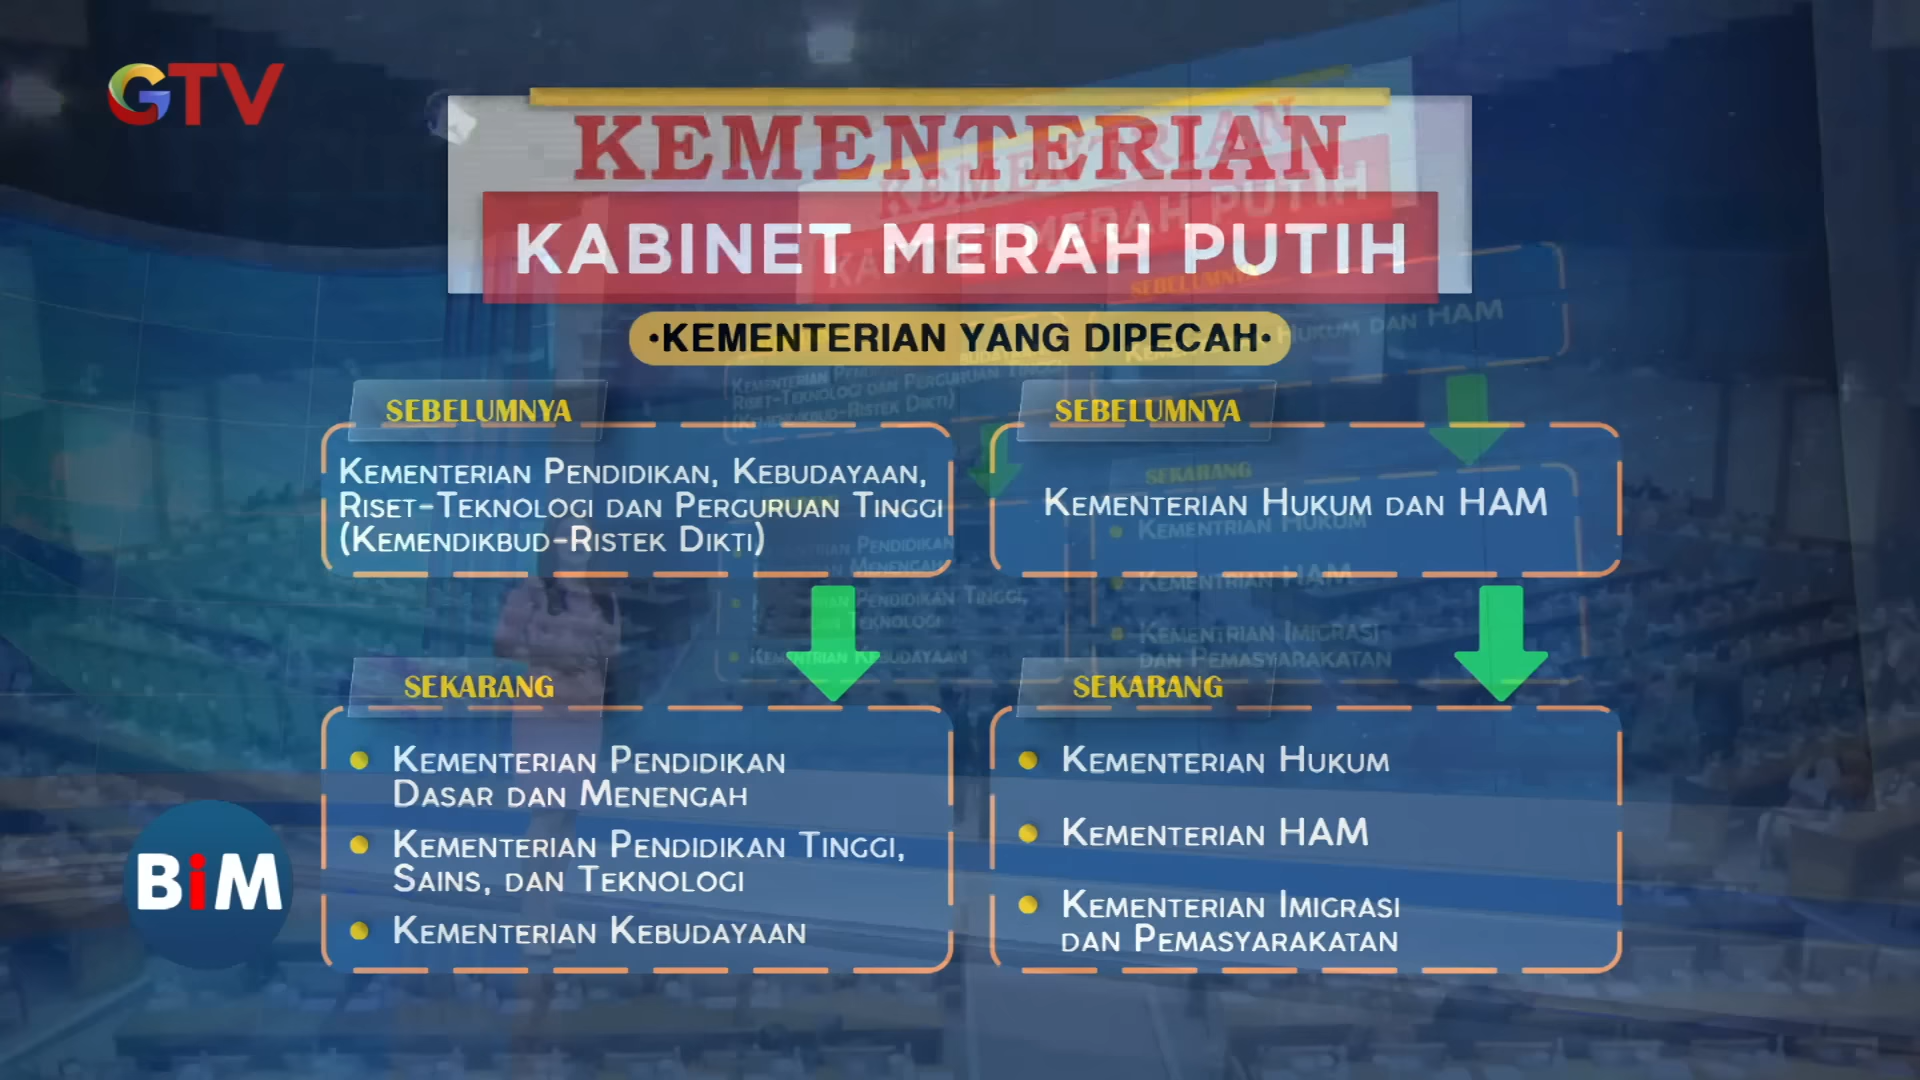 GTV
KEMENTERIAN
KABINET MERAH PUTIH
•KEMENTERIAN YANG DIPECAH•
SEBELUMNYA
KEMENTERIAN PENDIDIKAN, KEBUDAYAAN,
RISET-TEKNOLOGI DAN PERGURUAN TINGGI
(KEMENDIKBUD-RISTEK DIKTI)
SEKARANG
• KEMENTERIAN PENDIDIKAN
DASAR DAN MENENGAH
• KEMENTERIAN PENDIDIKAN TINGGI,
SAINS, DAN TEKNOLOGI
• KEMENTERIAN KEBUDAYAAN
SEBELUMNYA
KEMENTERIAN HUKUM DAN HAM
SEKARANG
• KEMENTERIAN HUKUM
• KEMENTERIAN HAM
• KEMENTERIAN IMIGRASI
DAN PEMASYARAKATAN
BiM